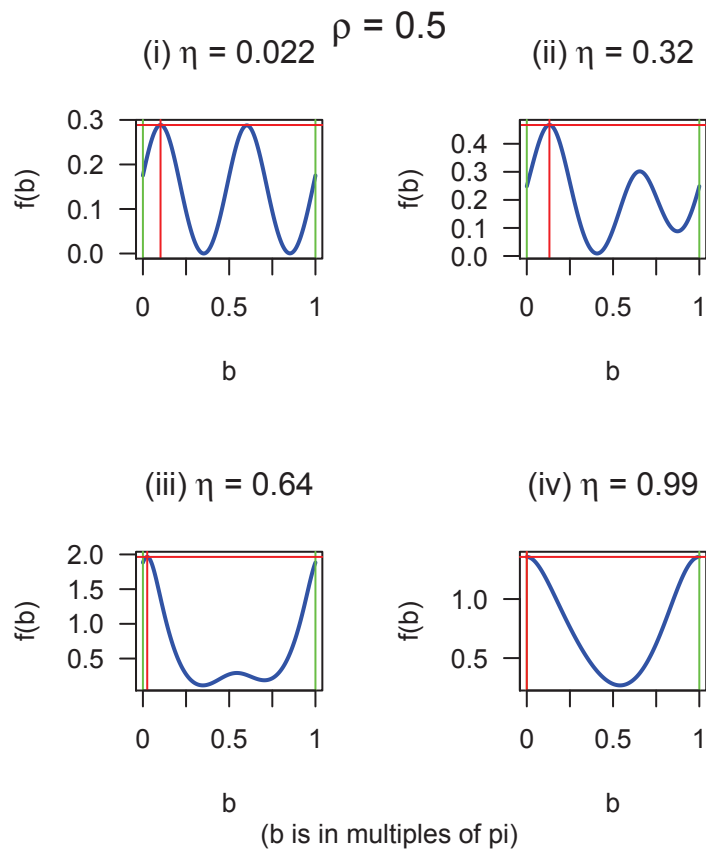 ρ = 0.5
(i) η = 0.022
(ii) η = 0.32
0.3
0.2
0.1
0.0
f(b)
0
0.5
1
b
0.4
0.3
0.2
0.1
0.0
f(b)
0
0.5
1
b
(iii) η = 0.64
(iv) η = 0.99
2.0
1.5
1.0
0.5
f(b)
0
0.5
1
b
1.0
0.5
f(b)
0
0.5
1
b
(b is in multiples of pi)